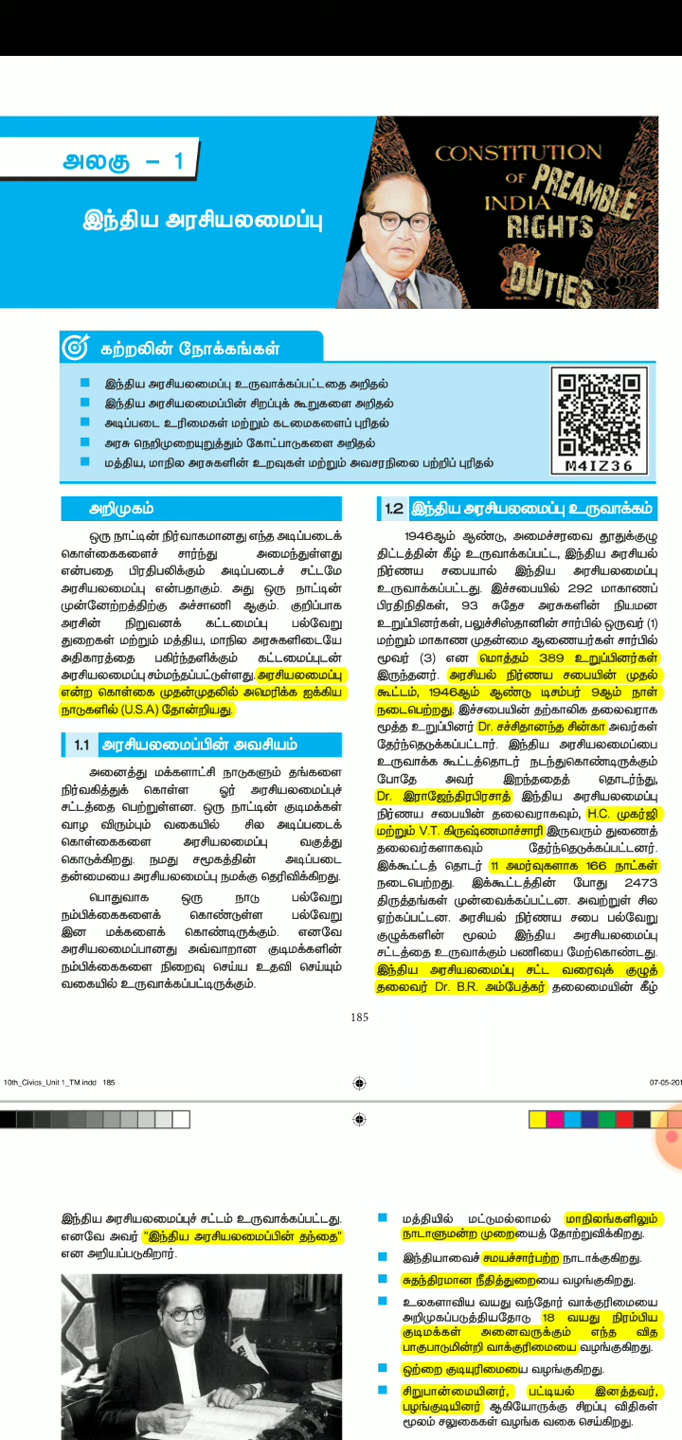 அலகு – 1
இந்திய அரசியலமைப்பு
CONSTITUTION
OF PREAMBLE
INDIA
RIGHTS
DUTIES
கற்றலின் நோக்கங்கள்
இந்திய அரசியலமைப்பு உருவாக்கப்பட்டதை அறிதல்
இந்திய அரசியலமைப்பின் சிறப்புக் கூறுகளை அறிதல்
அடிப்படை உரிமைகள் மற்றும் கடமைகளைப் புரிதல்
அரசு நெறிமுறையுறுத்தும் கோட்பாடுகளை அறிதல்
மத்திய, மாநில அரசுகளின் உறவுகள் மற்றும் அவசரநிலை பற்றிப் புரிதல்
M4IZ36
அறிமுகம்
ஒரு நாட்டின் நிர்வாகமானது எந்த அடிப்படைக்
கொள்கைகளைச் சார்ந்து அமைந்துள்ளது
என்பதை பிரதிபலிக்கும் அடிப்படைச் சட்டமே
அரசியலமைப்பு என்பதாகும். அது ஒரு நாட்டின்
முன்னேற்றத்திற்கு அச்சாணி ஆகும். குறிப்பாக
அரசின் நிறுவனக் கட்டமைப்பு பல்வேறு
துறைகள் மற்றும் மத்திய, மாநில அரசுகளிடையே
அதிகாரத்தை பகிர்ந்தளிக்கும் கட்டமைப்புடன்
அரசியலமைப்பு சம்மந்தப்பட்டுள்ளது. அரசியலமைப்பு
என்ற கொள்கை முதன்முதலில் அமெரிக்க ஐக்கிய
நாடுகளில் (U.S.A) தோன்றியது.
1.1 அரசியலமைப்பின் அவசியம்
அனைத்து மக்களாட்சி நாடுகளும் தங்களை
நிர்வகித்துக் கொள்ள ஓர் அரசியலமைப்புச்
சட்டத்தை பெற்றுள்ளன. ஒரு நாட்டின் குடிமக்கள்
வாழ விரும்பும் வகையில் சில அடிப்படைக்
கொள்கைகளை அரசியலமைப்பு வகுத்து
கொடுக்கிறது. நமது சமூகத்தின் அடிப்படை
தன்மையை அரசியலமைப்பு நமக்கு தெரிவிக்கிறது.
பொதுவாக ஒரு நாடு பல்வேறு
நம்பிக்கைகளைக் கொண்டுள்ள பல்வேறு
இன மக்களைக் கொண்டிருக்கும். எனவே
அரசியலமைப்பானது அவ்வாறான குடிமக்களின்
நம்பிக்கைகளை நிறைவு செய்ய உதவி செய்யும்
வகையில் உருவாக்கப்பட்டிருக்கும்.
1.2 இந்திய அரசியலமைப்பு உருவாக்கம்
1946ஆம் ஆண்டு, அமைச்சரவை தூதுக்குழு
திட்டத்தின் கீழ் உருவாக்கப்பட்ட, இந்திய அரசியல்
நிர்ணய சபையால் இந்திய அரசியலமைப்பு
உருவாக்கப்பட்டது. இச்சபையில் 292 மாகாணப்
பிரதிநிதிகள், 93 சுதேச அரசுகளின் நியமன
உறுப்பினர்கள், பலுச்சிஸ்தானின் சார்பில் ஒருவர் (1)
மற்றும் மாகாண முதன்மை ஆணையர்கள் சார்பில்
மூவர் (3) என மொத்தம் 389 உறுப்பினர்கள்
இருந்தனர். அரசியல் நிர்ணய சபையின் முதல்
கூட்டம், 1946ஆம் ஆண்டு டிசம்பர் 9ஆம் நாள்
நடைபெற்றது. இச்சபையின் தற்காலிக தலைவராக
மூத்த உறுப்பினர் Dr. சச்சிதானந்த சின்கா அவர்கள்
தேர்ந்தெடுக்கப்பட்டார். இந்திய அரசியலமைப்பை
உருவாக்க கூட்டத்தொடர் நடந்துகொண்டிருக்கும்
போதே அவர் இறந்ததைத் தொடர்ந்து,
Dr. இராஜேந்திரபிரசாத் இந்திய அரசியலமைப்பு
நிர்ணய சபையின் தலைவராகவும், H.C. முகர்ஜி
மற்றும் V.T. கிருஷ்ணமாச்சாரி இருவரும் துணைத்
தலைவர்களாகவும் தேர்ந்தெடுக்கப்பட்டனர்.
இக்கூட்டத் தொடர் 11 அமர்வுகளாக 166 நாட்கள்
நடைபெற்றது. இக்கூட்டத்தின் போது 2473
திருத்தங்கள் முன்வைக்கப்பட்டன. அவற்றுள் சில
ஏற்கப்பட்டன. அரசியல் நிர்ணய சபை பல்வேறு
குழுக்களின் மூலம் இந்திய அரசியலமைப்பு
சட்டத்தை உருவாக்கும் பணியை மேற்கொண்டது.
இந்திய அரசியலமைப்பு சட்ட வரைவுக் குழுத்
தலைவர் Dr. B.R. அம்பேத்கர் தலைமையின் கீழ்
185
10th_Civics_Unit 1_TM.indd 185
07-05-201
இந்திய அரசியலமைப்புச் சட்டம் உருவாக்கப்பட்டது.
எனவே அவர் "இந்திய அரசியலமைப்பின் தந்தை"
என அறியப்படுகிறார்.
மத்தியில் மட்டுமல்லாமல் மாநிலங்களிலும்
நாடாளுமன்ற முறையைத் தோற்றுவிக்கிறது.
இந்தியாவைச் சமயச்சார்பற்ற நாடாக்குகிறது.
சுதந்திரமான நீதித்துறையை வழங்குகிறது.
உலகளாவிய வயது வந்தோர் வாக்குரிமையை
அறிமுகப்படுத்தியதோடு 18 வயது நிரம்பிய
குடிமக்கள் அனைவருக்கும் எந்த வித
பாகுபாடுமின்றி வாக்குரிமையை வழங்குகிறது.
ஒற்றை குடியுரிமையை வழங்குகிறது.
சிறுபான்மையினர், பட்டியல் இனத்தவர்,
பழங்குடியினர் ஆகியோருக்கு சிறப்பு விதிகள்
மூலம் சலுகைகள் வழங்க வகை செய்கிறது.